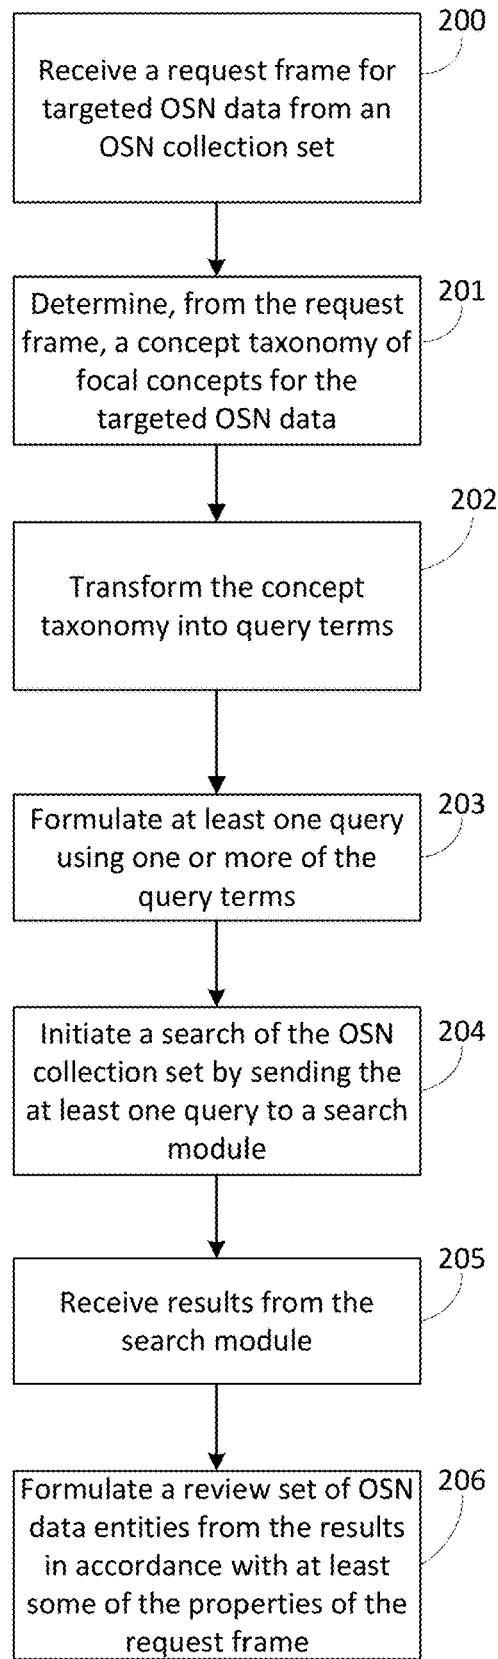 200
Receive a request frame for
targeted OSN data from an
OSN collection set
201
Determine, from the request
frame, a concept taxonomy of
focal concepts for the
targeted OSN data
202
Transform the concept
taxonomy into query terms
203
Formulate at least one query
using one or more of the
query terms
204
Initiate a search of the OSN
collection set by sending the
at least one query to a search
module
205
Receive results from the
search module
206
Formulate a review set of OSN
data entities from the results
in accordance with at least
some of the properties of the
request frame